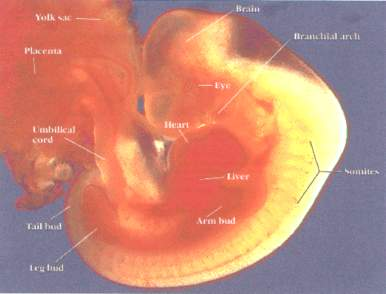 Brain
Yolk sac
Branchial arch
Placenta
Eye
Heart
Umbilical
cord
Liver
Somites
Arm bud
Tail bud
Leg bud